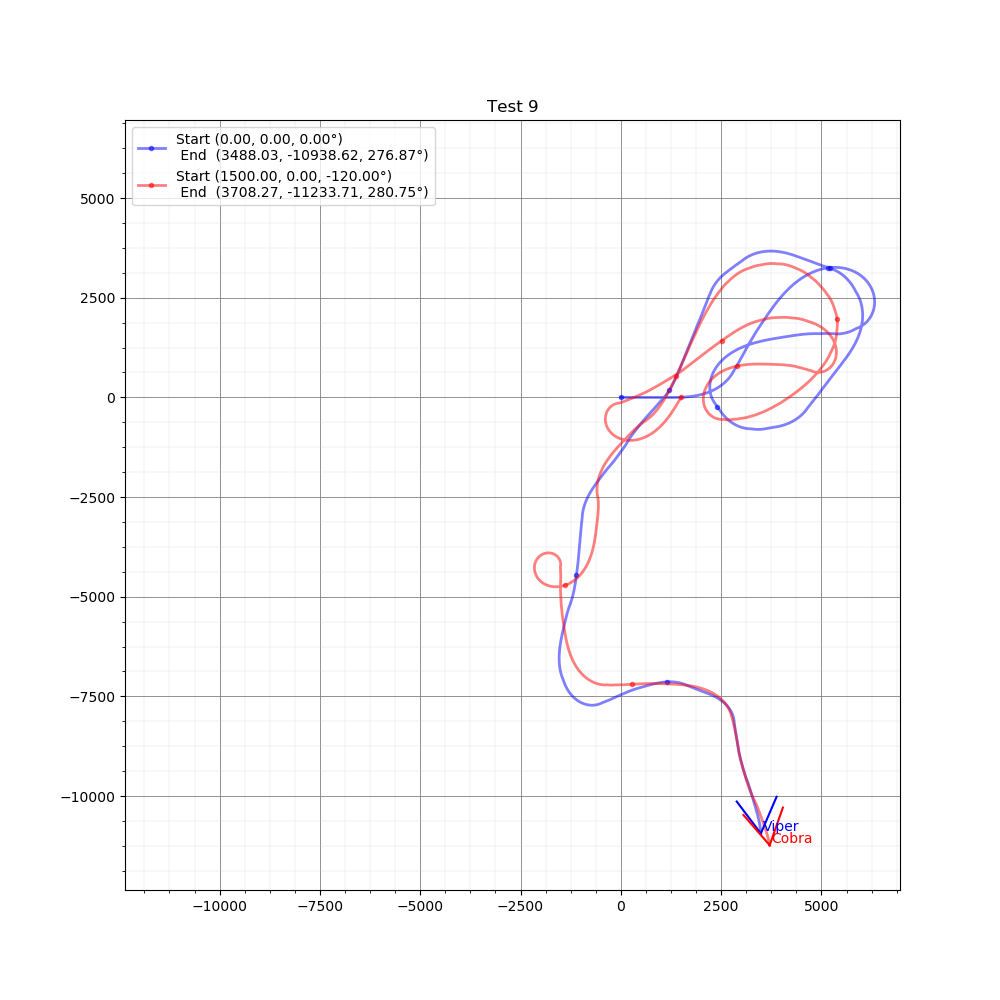 Test 9
Start (0.00, 0.00, 0.00°)
End (3488.03, -10938.62, 276.87°)
Start (1500.00, 0.00, -120.00°)
End (3708.27, -11233.71, 280.75°)
5000
2500
0
−2500
−5000
−7500
−10000
Viper
Cobra
−10000 −7500 −5000 −2500 0 2500 5000